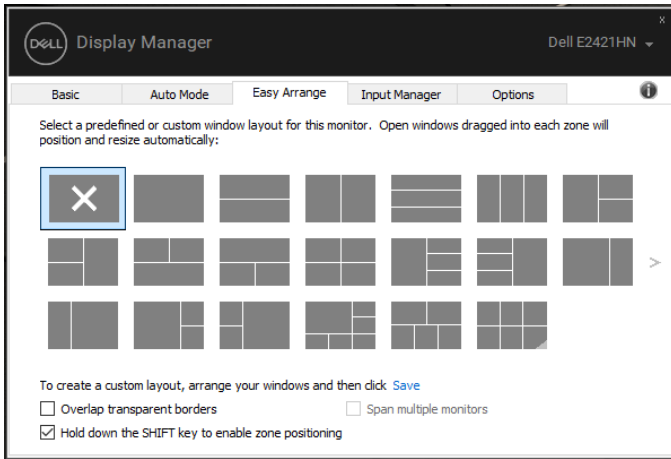 DELL Display Manager
Dell E2421HN
Basic Auto Mode Easy Arrange Input Manager Options
Select a predefined or custom window layout for this monitor. Open windows dragged into each zone will
position and resize automatically:
To create a custom layout, arrange your windows and then click Save
Overlap transparent borders
Span multiple monitors
Hold down the SHIFT key to enable zone positioning